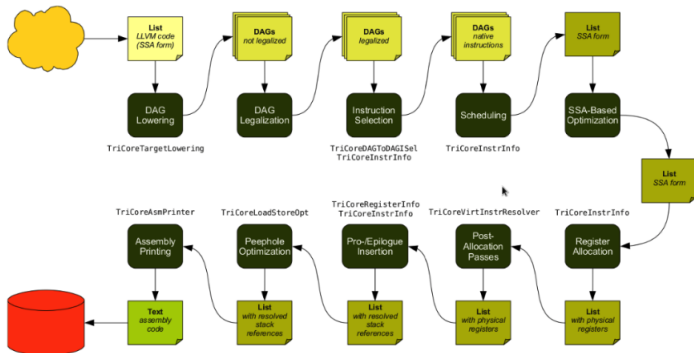 List
LLVM code
(SSA form)
DAGs
not legalized
DAGs
legalized
DAGs
native
instructions
List
SSA form
DAG
Lowering
DAG
Legalization
Instruction
Selection
Scheduling
SSA-Based
Optimization
TriCoreTargetLowering
TriCoreDAGToDAGISel
TriCoreInstrInfo
TriCoreInstrInfo
List
SSA form
TriCoreAsmPrinter
TriCoreLoadStoreOpt
TriCoreRegisterInfo
TriCoreInstrInfo
TriCoreVirtInstrResolver
TriCoreInstrInfo
Assembly
Printing
Peephole
Optimization
Pro-/Epilogue
Insertion
Post-
Allocation
Passes
Register
Allocation
Text
assembly
code
List
with resolved
stack
references
List
with resolved
stack
references
List
with physical
registers
List
with physical
registers